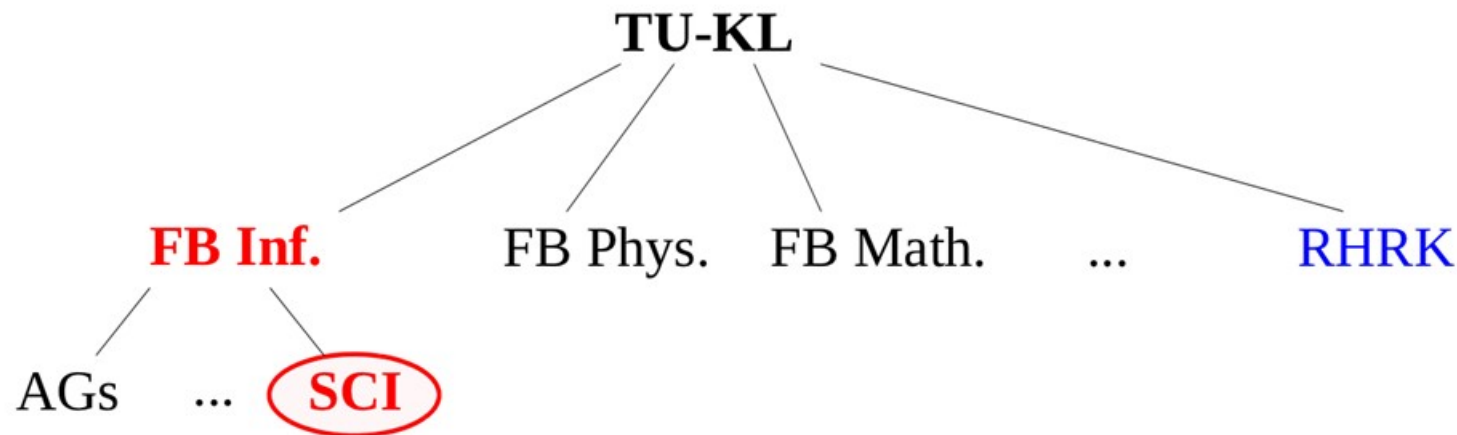 TU-KL
FB Inf. FB Phys. FB Math. ... RHRK
AGs ... SCI